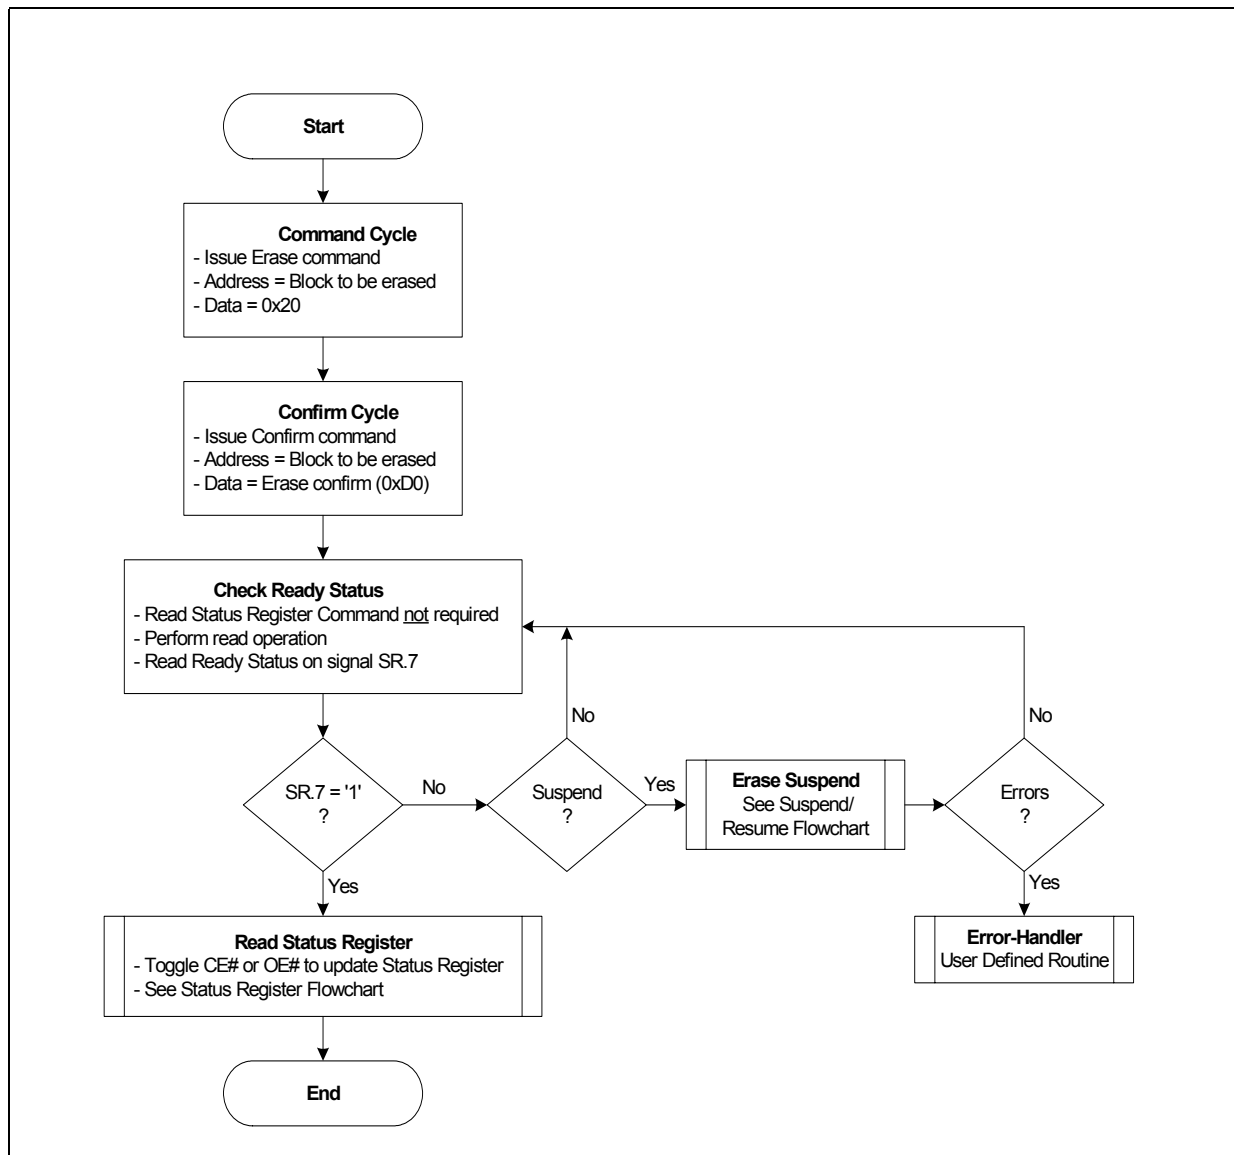 Start
Command Cycle
- Issue Erase command
- Address = Block to be erased
- Data = 0x20
Confirm Cycle
- Issue Confirm command
- Address = Block to be erased
- Data = Erase confirm (0xD0)
Check Ready Status
- Read Status Register Command not required
- Perform read operation
- Read Ready Status on signal SR.7
SR.7 = '1'
?
No
Suspend
?
No
Yes
Erase Suspend
See Suspend/
Resume Flowchart
Errors
?
No
Yes
Error-Handler
User Defined Routine
Yes
Read Status Register
- Toggle CE# or OE# to update Status Register
- See Status Register Flowchart
End